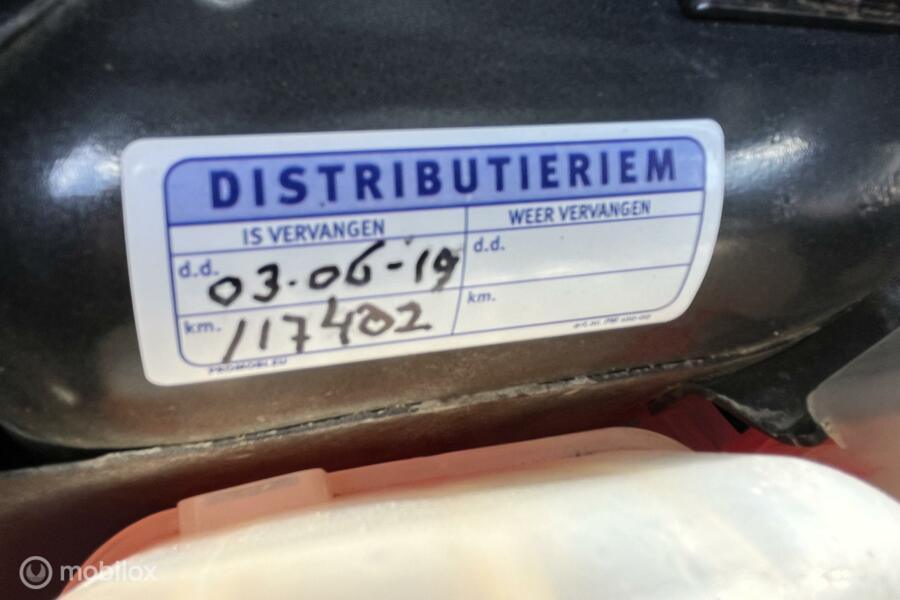 DISTRIBUTIERIEM
IS VERVANGEN
WEER VERVANGEN
d.d. 03-06-19
d.d.
km. 117402
km.
mobilox